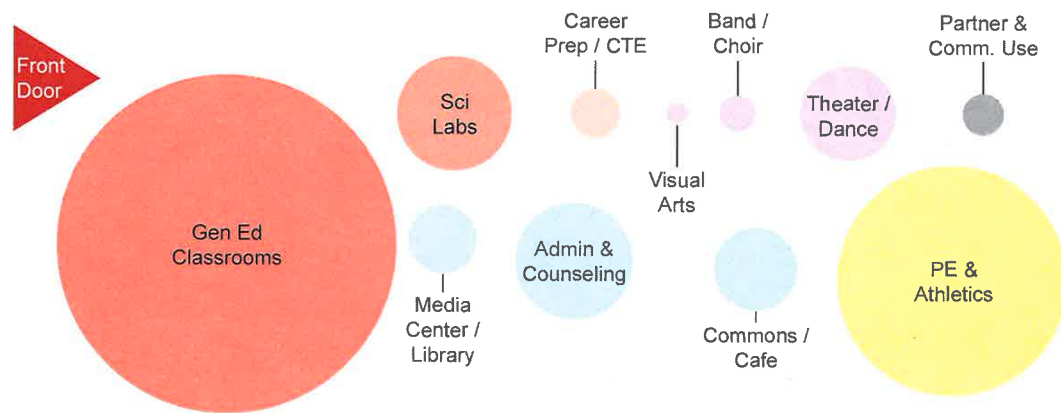 Front
Door
Gen Ed
Classrooms
Sci
Labs
Career
Prep / CTE
Visual
Arts
Band /
Choir
Theater /
Dance
Partner &
Comm. Use
Media
Center /
Library
Admin &
Counseling
Commons /
Cafe
PE &
Athletics